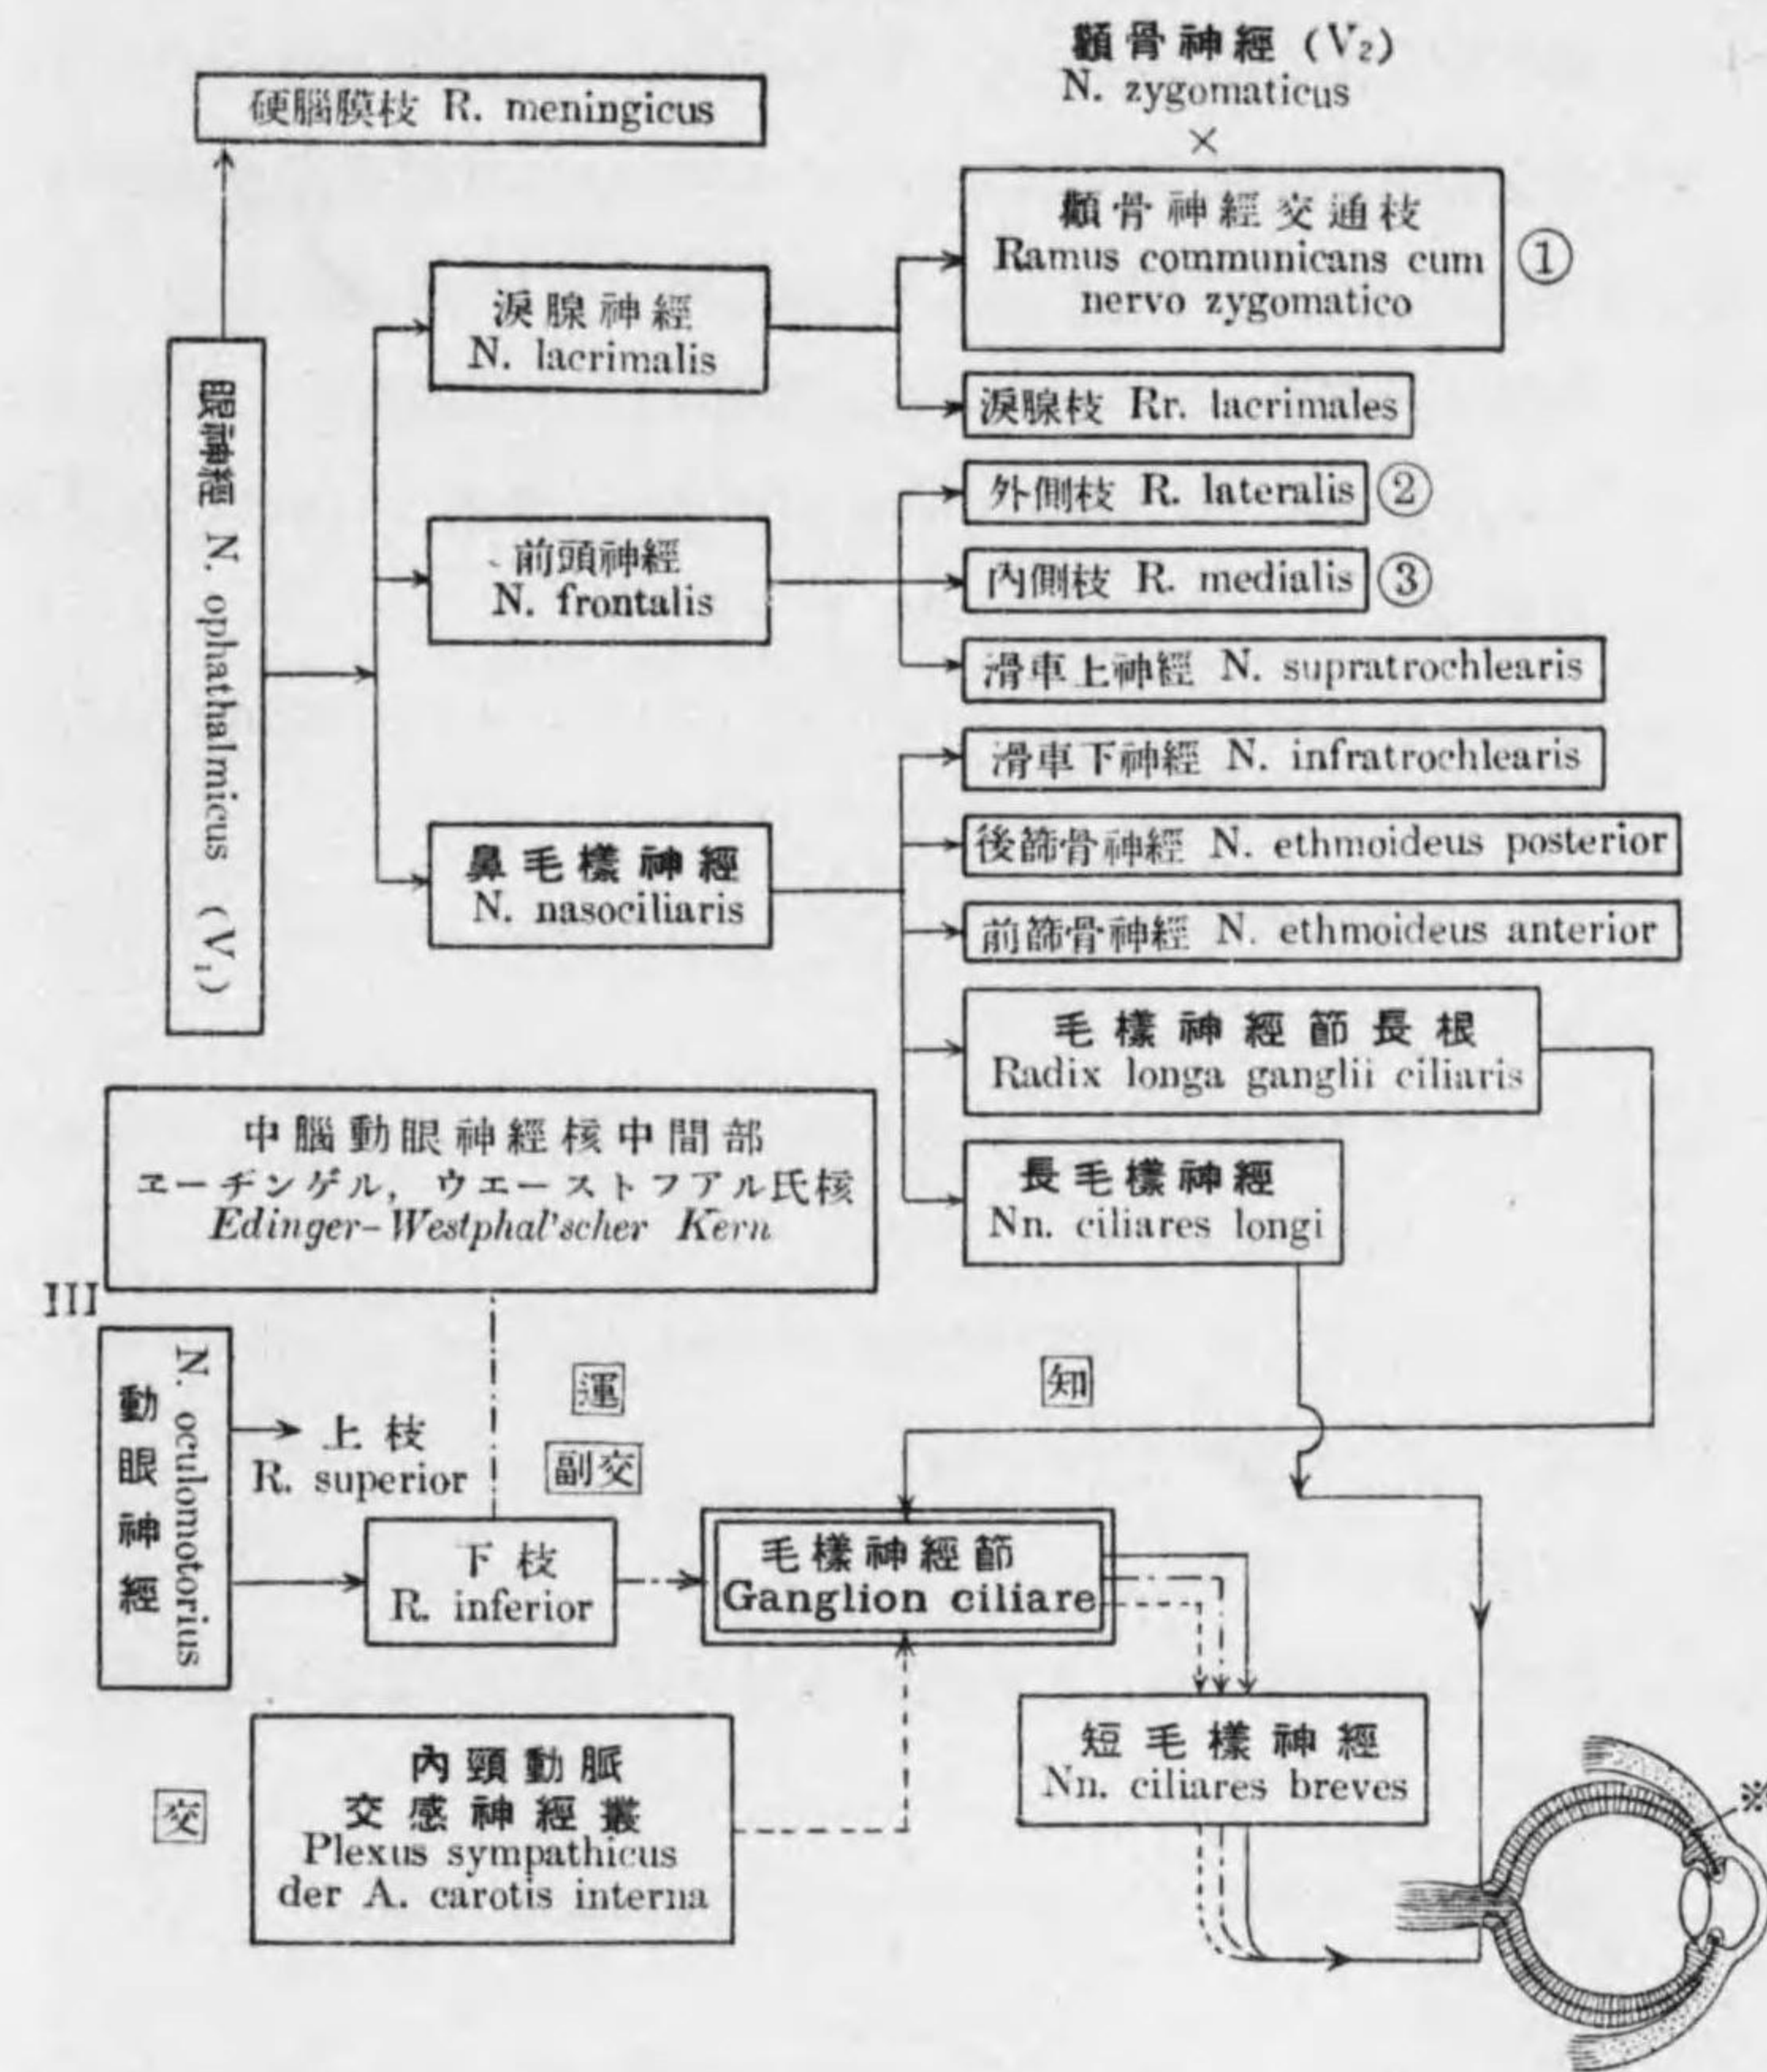 顴骨神經 (V₂)
N. zygomaticus
×
硬腦膜枝 R. meningicus
顴骨神經交通枝
Ramus communicans cum
nervo zygomatico
①
淚腺神經
N. lacrimalis
淚腺枝 Rr. lacrimales
眼神經 N. ophathalmicus (V₁)
外側枝 R. lateralis ②
前頭神經
N. frontalis
內側枝 R. medialis ③
滑車上神經 N. supratrochlearis
滑車下神經 N. infratrochlearis
鼻毛樣神經
N. nasociliaris
後篩骨神經 N. ethmoideus posterior
前篩骨神經 N. ethmoideus anterior
毛樣神經節長根
Radix longa ganglii ciliaris
中腦動眼神經核中間部
ヱーヂンゲル，ウエーストフアル氏核
Edinger-Westphal'scher Kern
長毛樣神經
Nn. ciliares longi
III
動眼神經
N. oculomotorius
上枝
R. superior
運
副交
知
下枝
R. inferior
毛樣神經節
Ganglion ciliare
交
內頸動脈
交感神經叢
Plexus sympathicus
der A. carotis interna
短毛樣神經
Nn. ciliares breves
※